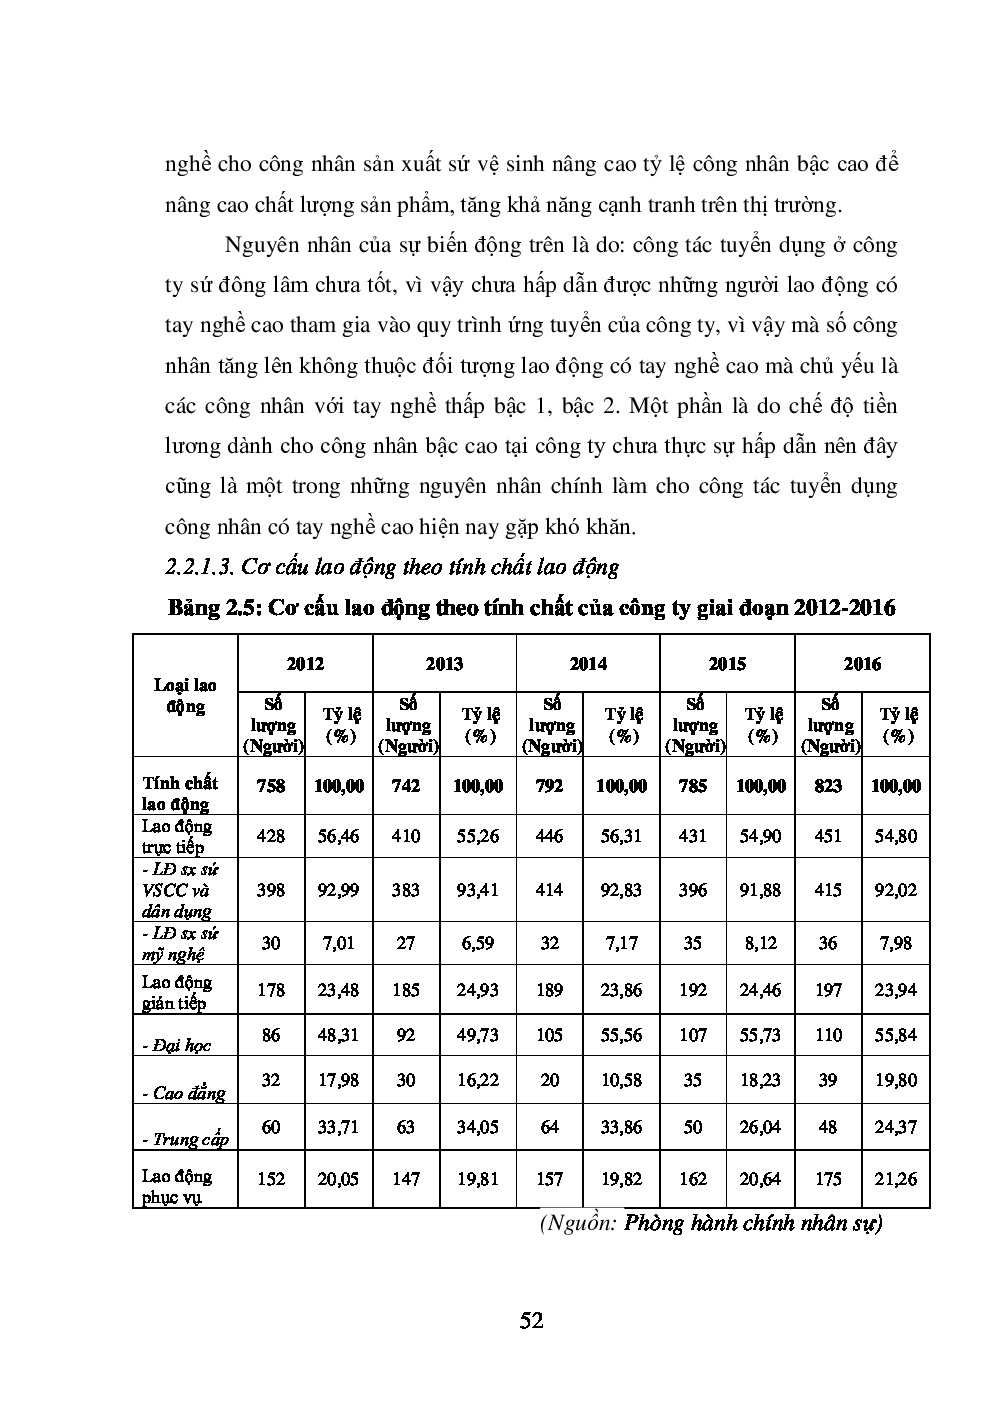 nghề cho công nhân sản xuất sứ vệ sinh nâng cao tỷ lệ công nhân bậc cao để
nâng cao chất lượng sản phẩm, tăng khả năng cạnh tranh trên thị trường.
Nguyên nhân của sự biến động trên là do: công tác tuyển dụng ở công
ty sứ đông lâm chưa tốt, vì vậy chưa hấp dẫn được những người lao động có
tay nghề cao tham gia vào quy trình ứng tuyển của công ty, vì vậy mà số công
nhân tăng lên không thuộc đối tượng lao động có tay nghề cao mà chủ yếu là
các công nhân với tay nghề thấp bậc 1, bậc 2. Một phần là do chế độ tiền
lương dành cho công nhân bậc cao tại công ty chưa thực sự hấp dẫn nên đây
cũng là một trong những nguyên nhân chính làm cho công tác tuyển dụng
công nhân có tay nghề cao hiện nay gặp khó khăn.
2.2.1.3. Cơ cấu lao động theo tính chất lao động
Bảng 2.5: Cơ cấu lao động theo tính chất của công ty giai đoạn 2012-2016
Loại lao động 2012 2013 2014 2015 2016
Số lượng (Người) Tỷ lệ (%) Số lượng (Người) Tỷ lệ (%) Số lượng (Người) Tỷ lệ (%) Số lượng (Người) Tỷ lệ (%) Số lượng (Người) Tỷ lệ (%)
Tính chất lao động 758 100,00 742 100,00 792 100,00 785 100,00 823 100,00
Lao động trực tiếp 428 56,46 410 55,26 446 56,31 431 54,90 451 54,80
- LĐ sx sứ VSCC và dân dụng 398 92,99 383 93,41 414 92,83 396 91,88 415 92,02
- LĐ sx sứ mỹ nghệ 30 7,01 27 6,59 32 7,17 35 8,12 36 7,98
Lao động gián tiếp 178 23,48 185 24,93 189 23,86 192 24,46 197 23,94
- Đại học 86 48,31 92 49,73 105 55,56 107 55,73 110 55,84
- Cao đẳng 32 17,98 30 16,22 20 10,58 35 18,23 39 19,80
- Trung cấp 60 33,71 63 34,05 64 33,86 50 26,04 48 24,37
Lao động phục vụ 152 20,05 147 19,81 157 19,82 162 20,64 175 21,26
(Nguồn: Phòng hành chính nhân sự)
52